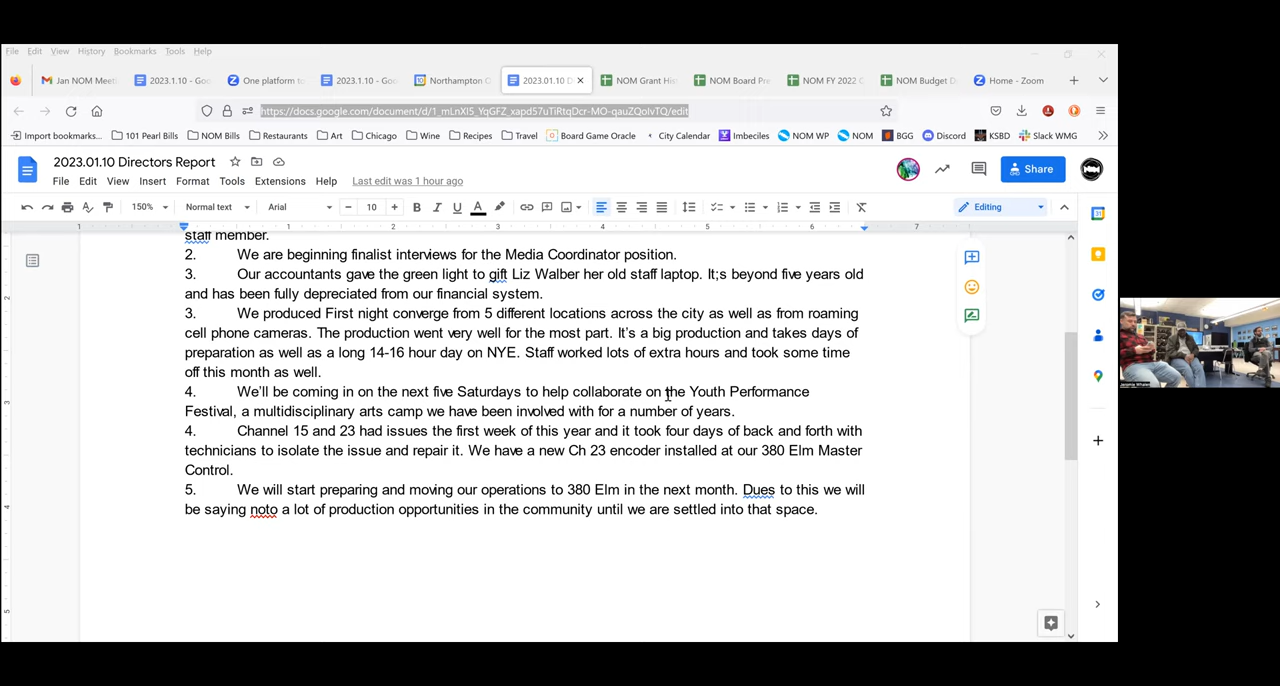 File Edit View History Bookmarks Tools Help
Jan NOM Meeti 2023.1.10 - Goo One platform to 2023.1.10 - Goo Northampton C 2023.01.10 D NOM Grant His NOM Board Pre NOM FY 2022 NOM Budget D Home - Zoom
Import bookmarks... 101 Pearl Bills NOM Bills Restaurants Art Chicago Wine Recipes Travel Board Game Oracle City Calendar Imbeciles NOM WP NOM BGG Discord KSBD Slack WMG
2023.01.10 Directors Report
Share
File Edit View Insert Format Tools Extensions Help Last edit was 1 hour ago
150% Normal text Arial 10 B I U A Editing
1 1 2 3 4 5 6 7
staff member.
2. We are beginning finalist interviews for the Media Coordinator position.
3. Our accountants gave the green light to gift Liz Walber her old staff laptop. It;s beyond five years old
and has been fully depreciated from our financial system.
3. We produced First night converge from 5 different locations across the city as well as from roaming
cell phone cameras. The production went very well for the most part. It's a big production and takes days of
preparation as well as a long 14-16 hour day on NYE. Staff worked lots of extra hours and took some time
off this month as well.
4. We'll be coming in on the next five Saturdays to help collaborate on the Youth Performance
Festival, a multidisciplinary arts camp we have been involved with for a number of years.
4. Channel 15 and 23 had issues the first week of this year and it took four days of back and forth with
technicians to isolate the issue and repair it. We have a new Ch 23 encoder installed at our 380 Elm Master
Control.
5. We will start preparing and moving our operations to 380 Elm in the next month. Dues to this we will
be saying noto a lot of production opportunities in the community until we are settled into that space.
Jeromie Whalen